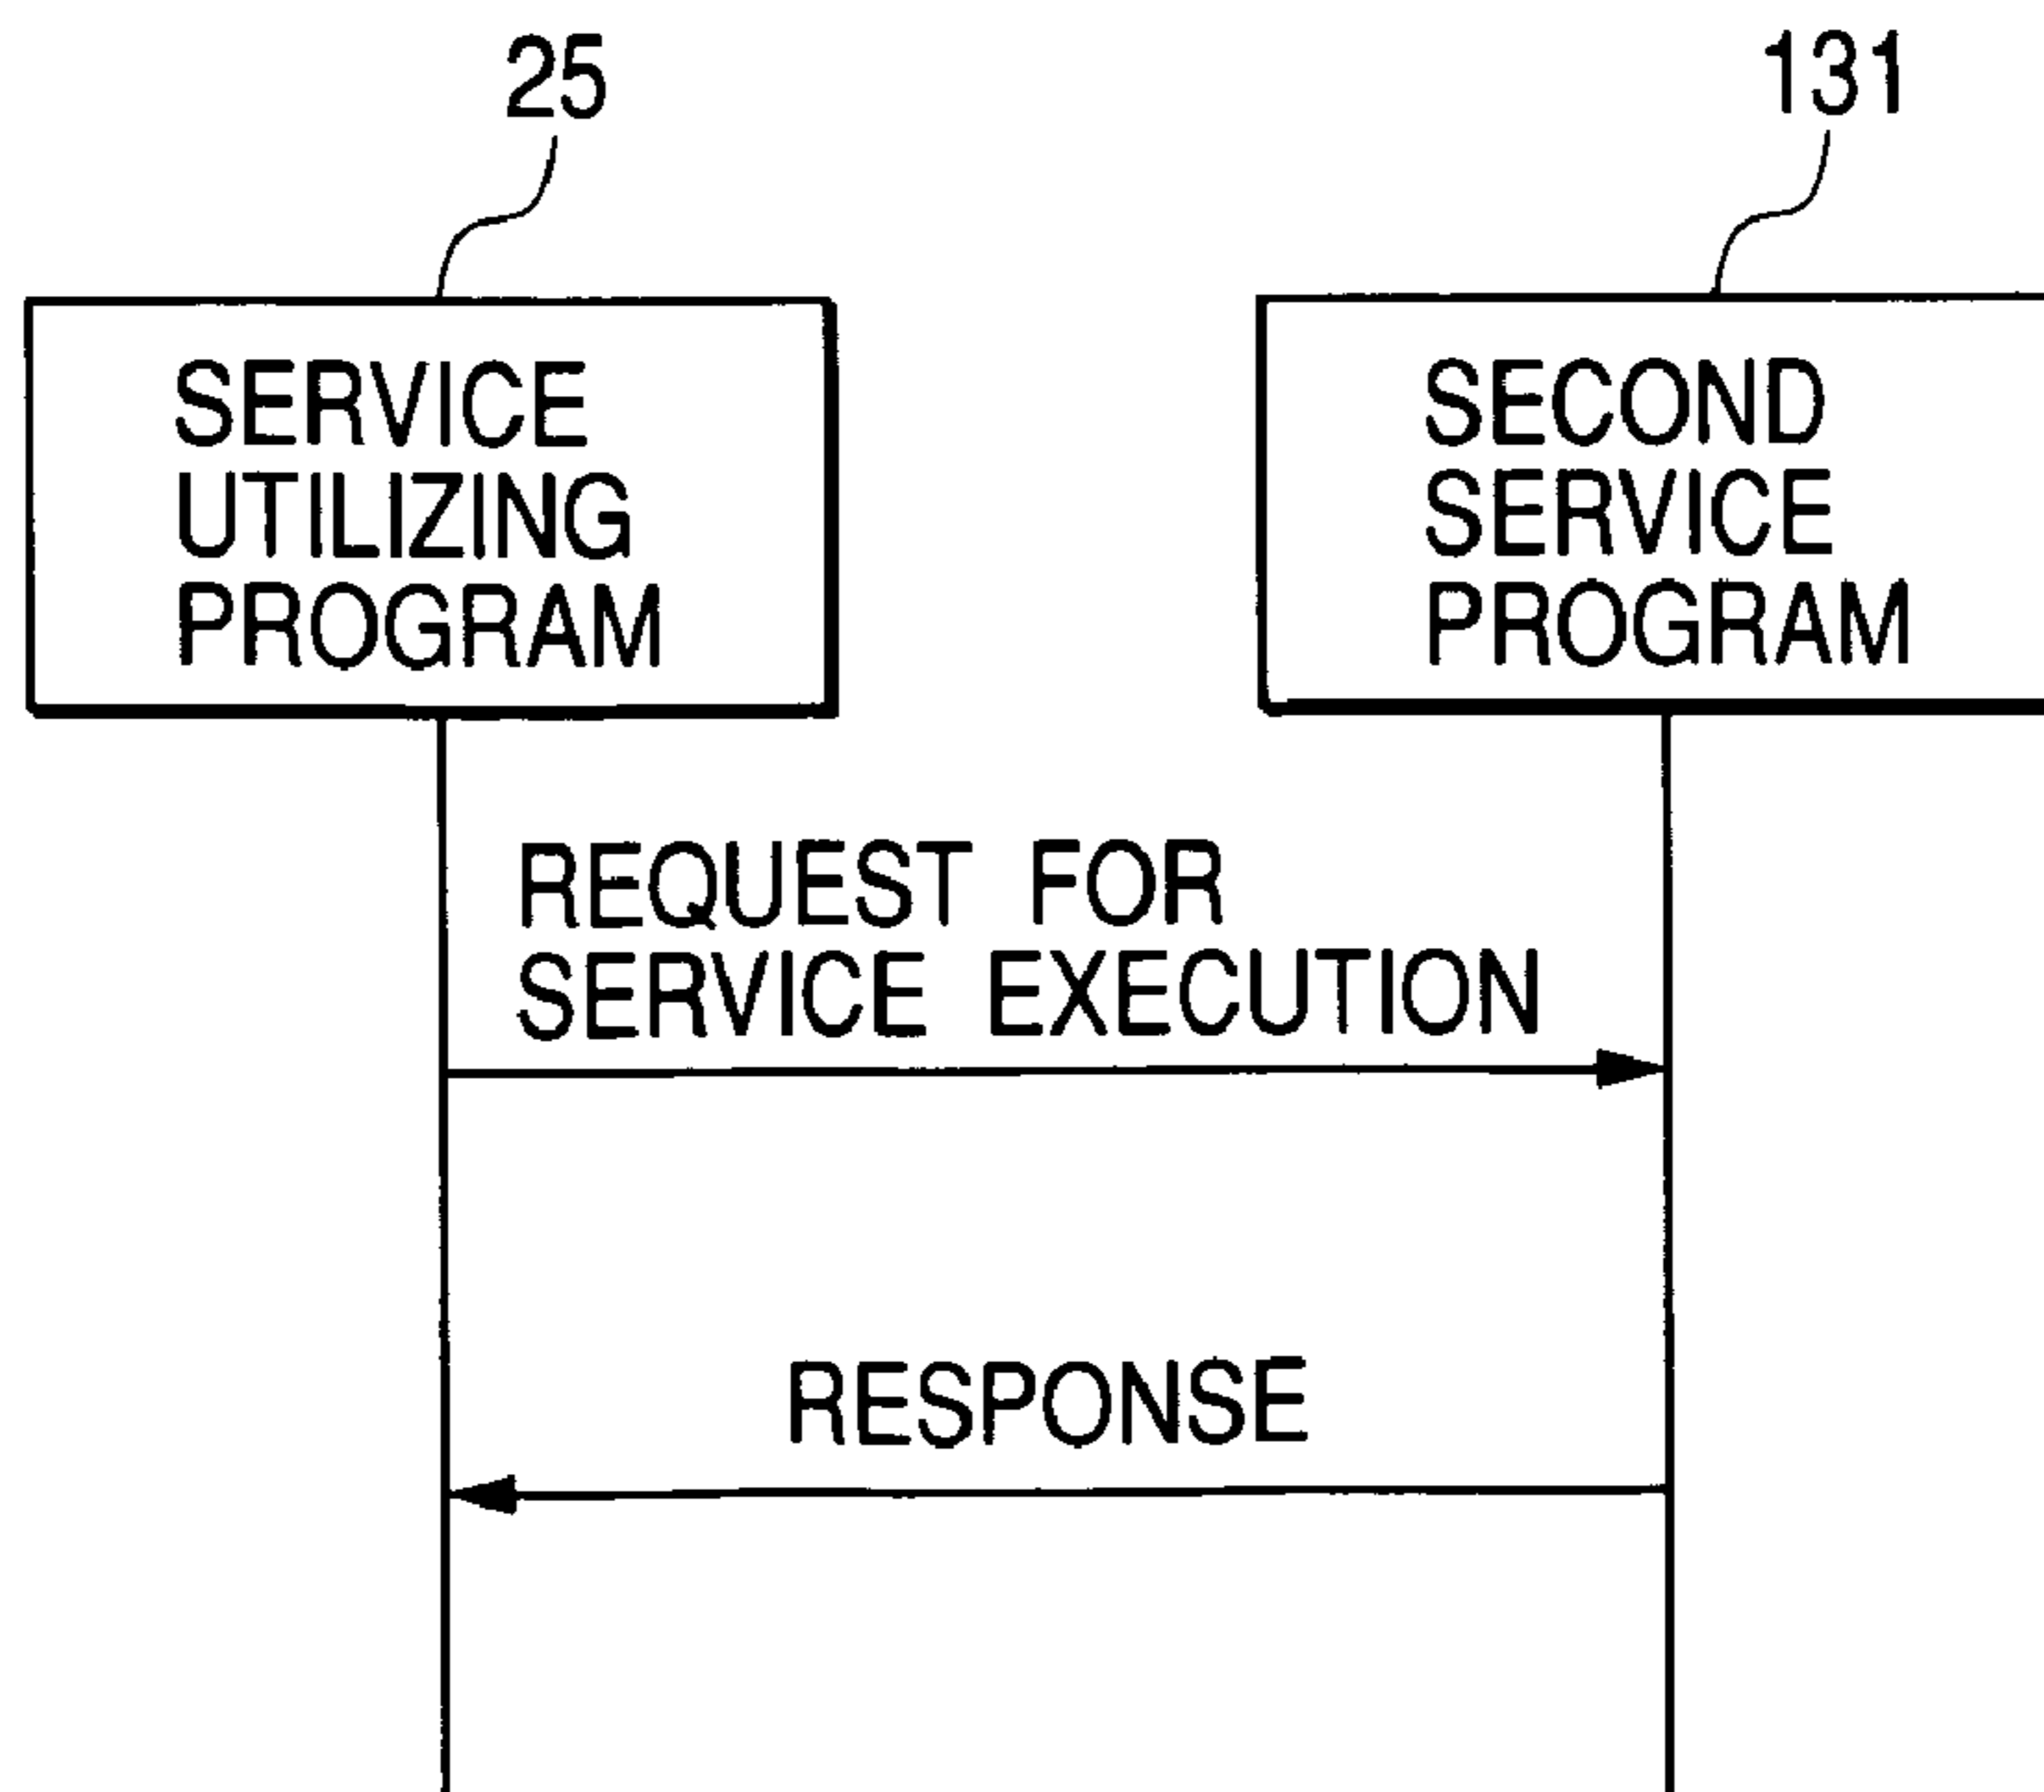 25
131
SERVICE
UTILIZING
PROGRAM
SECOND
SERVICE
PROGRAM
REQUEST FOR
SERVICE EXECUTION
RESPONSE